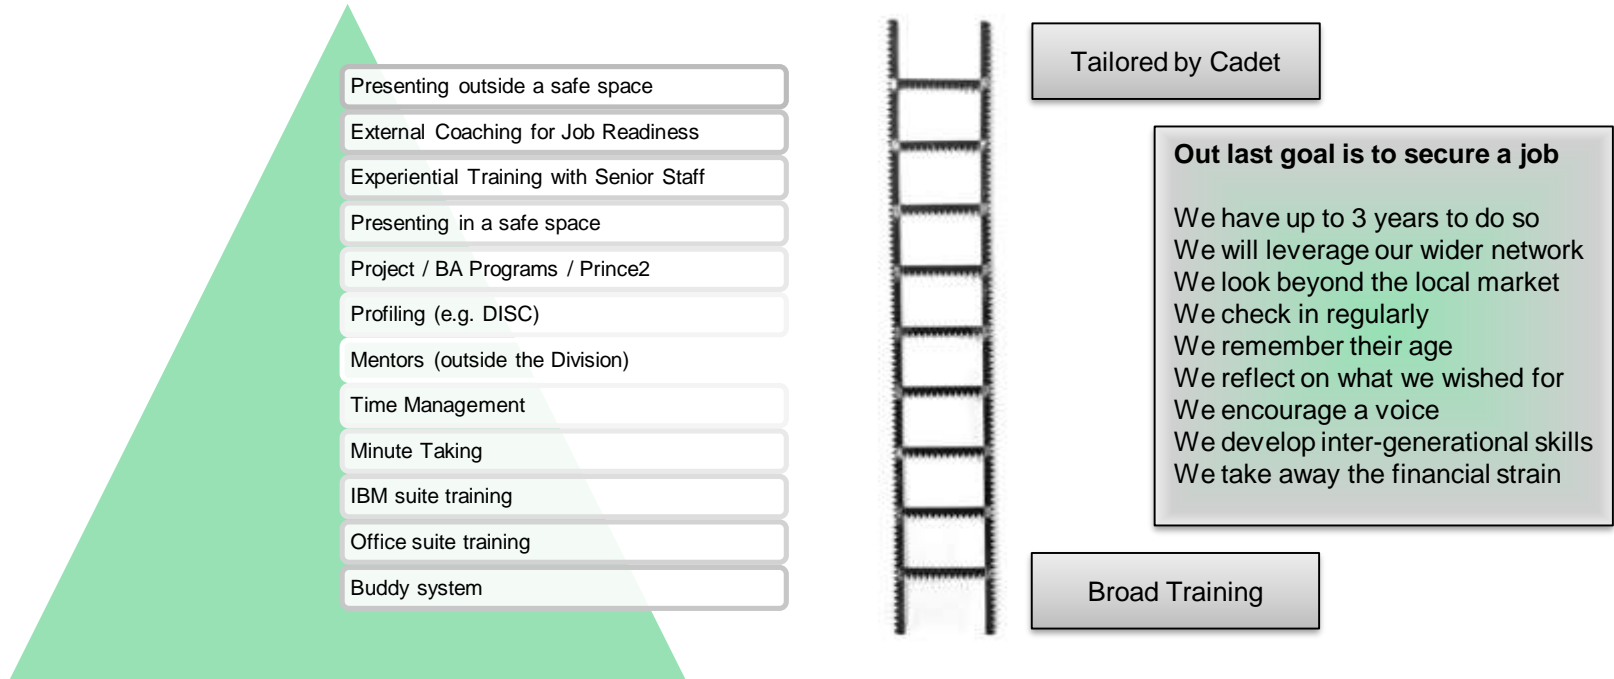 Presenting outside a safe space
External Coaching for Job Readiness
Experiential Training with Senior Staff
Presenting in a safe space
Project / BA Programs / Prince2
Profiling (e.g. DISC)
Mentors (outside the Division)
Time Management
Minute Taking
IBM suite training
Office suite training
Buddy system
Tailored by Cadet
Out last goal is to secure a job
We have up to 3 years to do so
We will leverage our wider network
We look beyond the local market
We check in regularly
We remember their age
We reflect on what we wished for
We encourage a voice
We develop inter-generational skills
We take away the financial strain
Broad Training